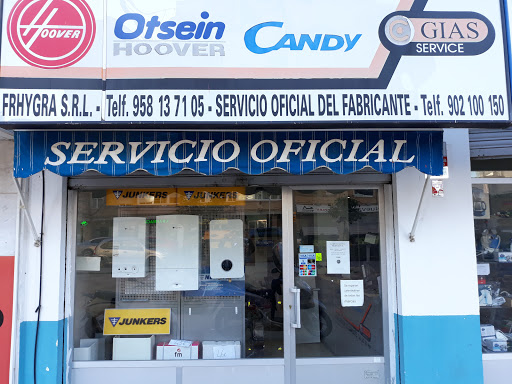 HOOVER
Otsein
HOOVER
CANDY
GIAS
SERVICE
FRHYGRA S.R.L. - Telf. 958 13 71 05 - SERVICIO OFICIAL DEL FABRICANTE - Telf. 902 100 150
SERVICIO OFICIAL
JUNKERS
JUNKERS
JUNKERS
fm